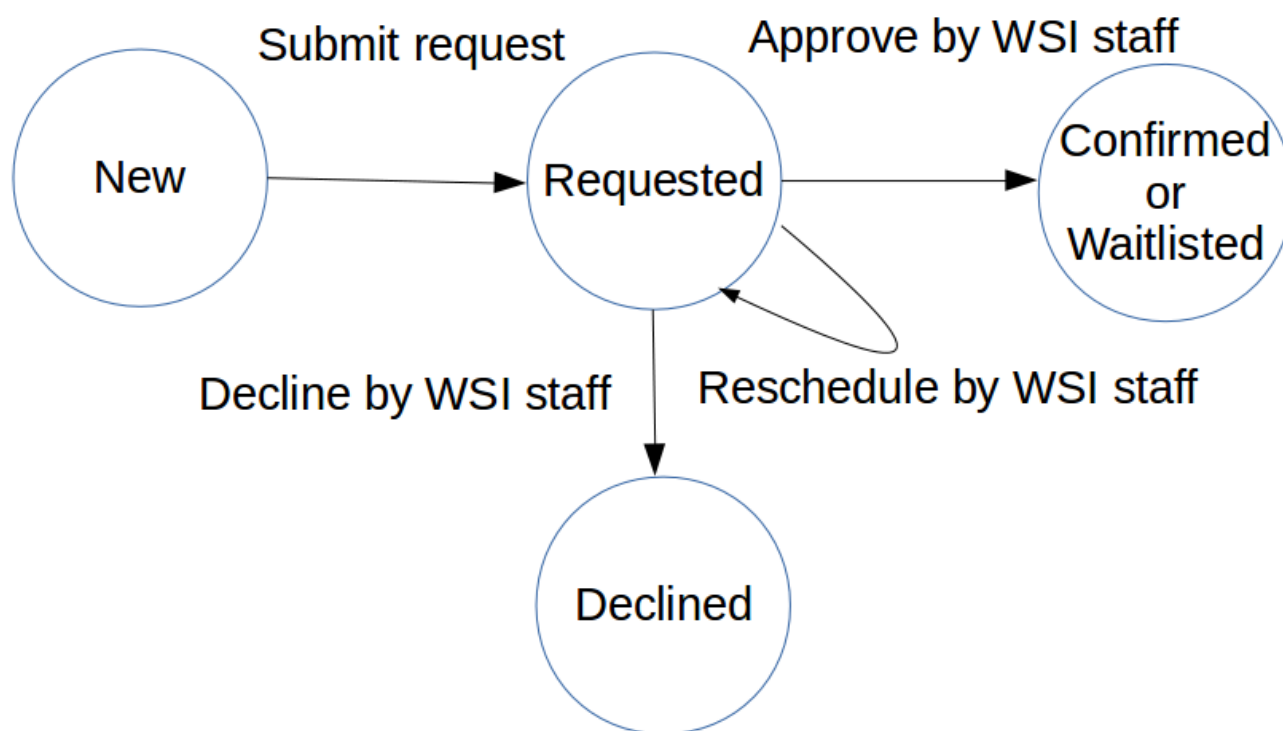 Submit request
Approve by WSI staff
New
Requested
Confirmed
or
Waitlisted
Decline by WSI staff
Reschedule by WSI staff
Declined